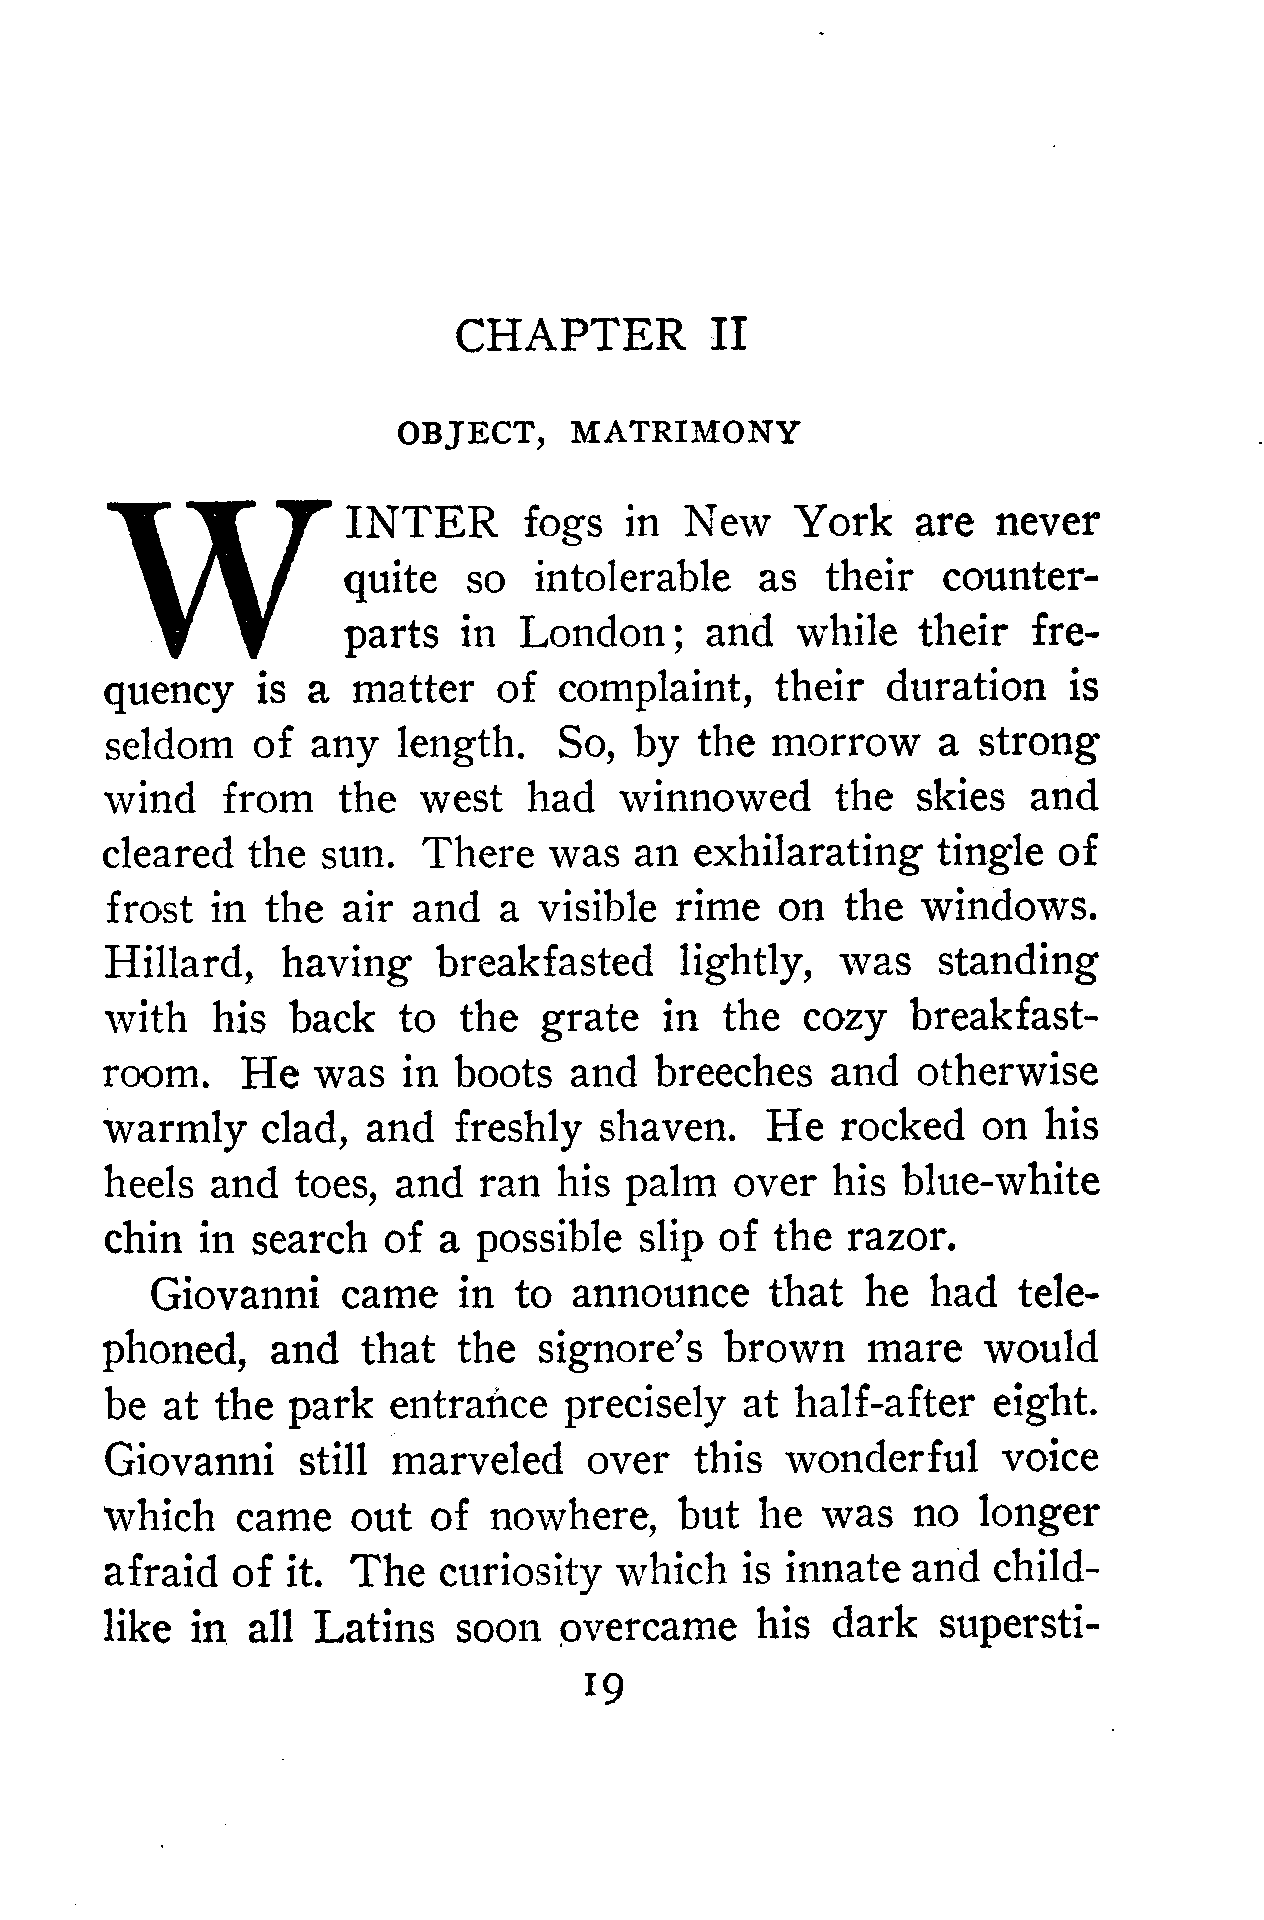 CHAPTER II
OBJECT, MATRIMONY
WINTER fogs in New York are never
quite so intolerable as their counter-
parts in London; and while their fre-
quency is a matter of complaint, their duration is
seldom of any length. So, by the morrow a strong
wind from the west had winnowed the skies and
cleared the sun. There was an exhilarating tingle of
frost in the air and a visible rime on the windows.
Hillard, having breakfasted lightly, was standing
with his back to the grate in the cozy breakfast-
room. He was in boots and breeches and otherwise
warmly clad, and freshly shaven. He rocked on his
heels and toes, and ran his palm over his blue-white
chin in search of a possible slip of the razor.
Giovanni came in to announce that he had tele-
phoned, and that the signore's brown mare would
be at the park entrance precisely at half-after eight.
Giovanni still marveled over this wonderful voice
which came out of nowhere, but he was no longer
afraid of it. The curiosity which is innate and child-
like in all Latins soon overcame his dark supersti-
19